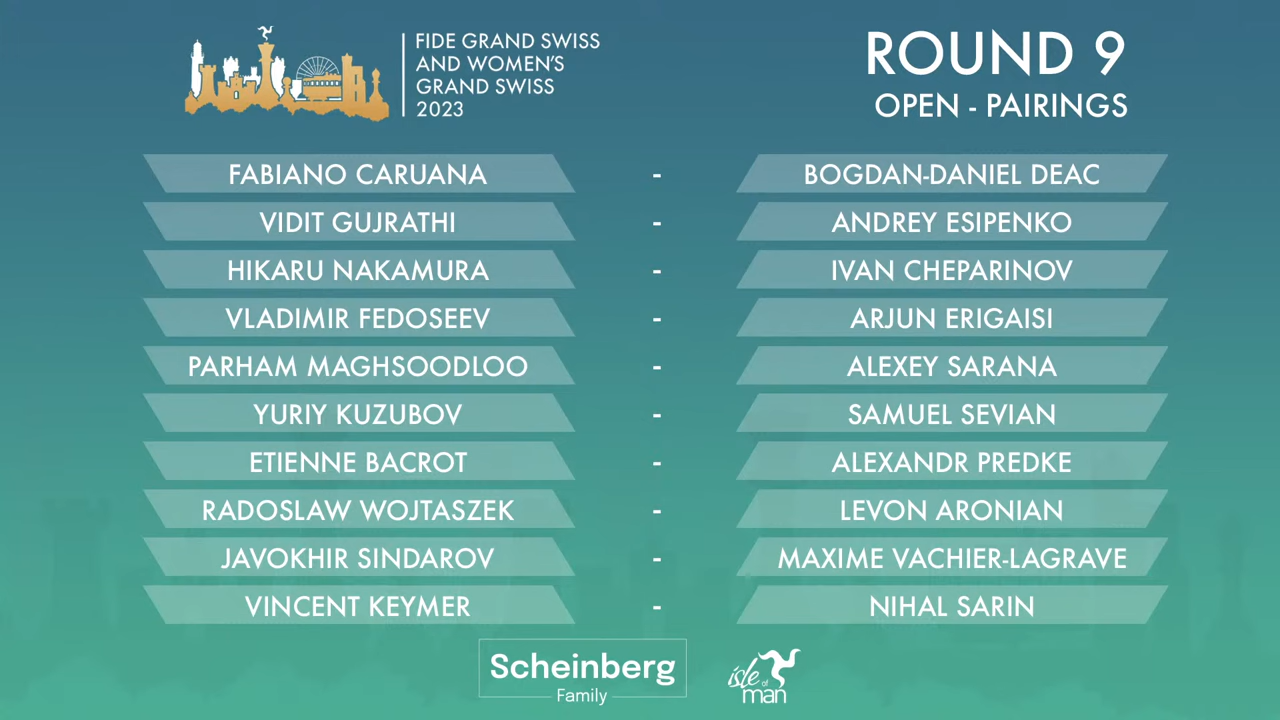 FIDE GRAND SWISS
AND WOMEN'S
GRAND SWISS
2023
ROUND 9
OPEN - PAIRINGS
FABIANO CARUANA - BOGDAN-DANIEL DEAC
VIDIT GUJRATHI - ANDREY ESIPENKO
HIKARU NAKAMURA - IVAN CHEPARINOV
VLADIMIR FEDOSEEV - ARJUN ERIGAISI
PARHAM MAGHSOODLOO - ALEXEY SARANA
YURIY KUZUBOV - SAMUEL SEVIAN
ETIENNE BACROT - ALEXANDR PREDKE
RADOSLAW WOJTASZEK - LEVON ARONIAN
JAVOKHIR SINDAROV - MAXIME VACHIER-LAGRAVE
VINCENT KEYMER - NIHAL SARIN
Scheinberg
Family
isle of
man